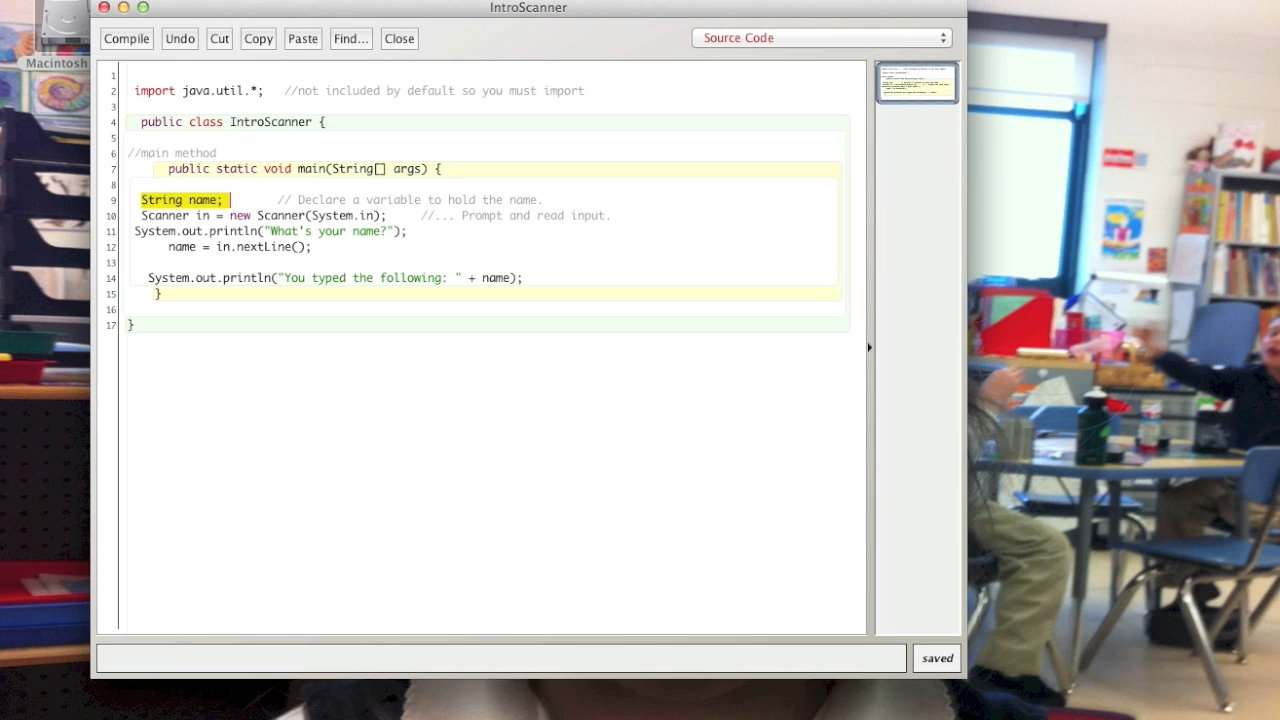 IntroScanner
Compile Undo Cut Copy Paste Find... Close Source Code
Macintosh
1
import *; not included by default, you must import
3
4 public class IntroScanner {
5
6 //main method
7 public static void main(String[] args) {
8
9 String name; // Declare a variable to hold the name.
10 Scanner in = new Scanner(System.in); //... Prompt and read input.
11 System.out.println("What's your name?");
12 name = in.nextLine();
13
14 System.out.println("You typed the following: " + name);
15 }
16
17 }
saved